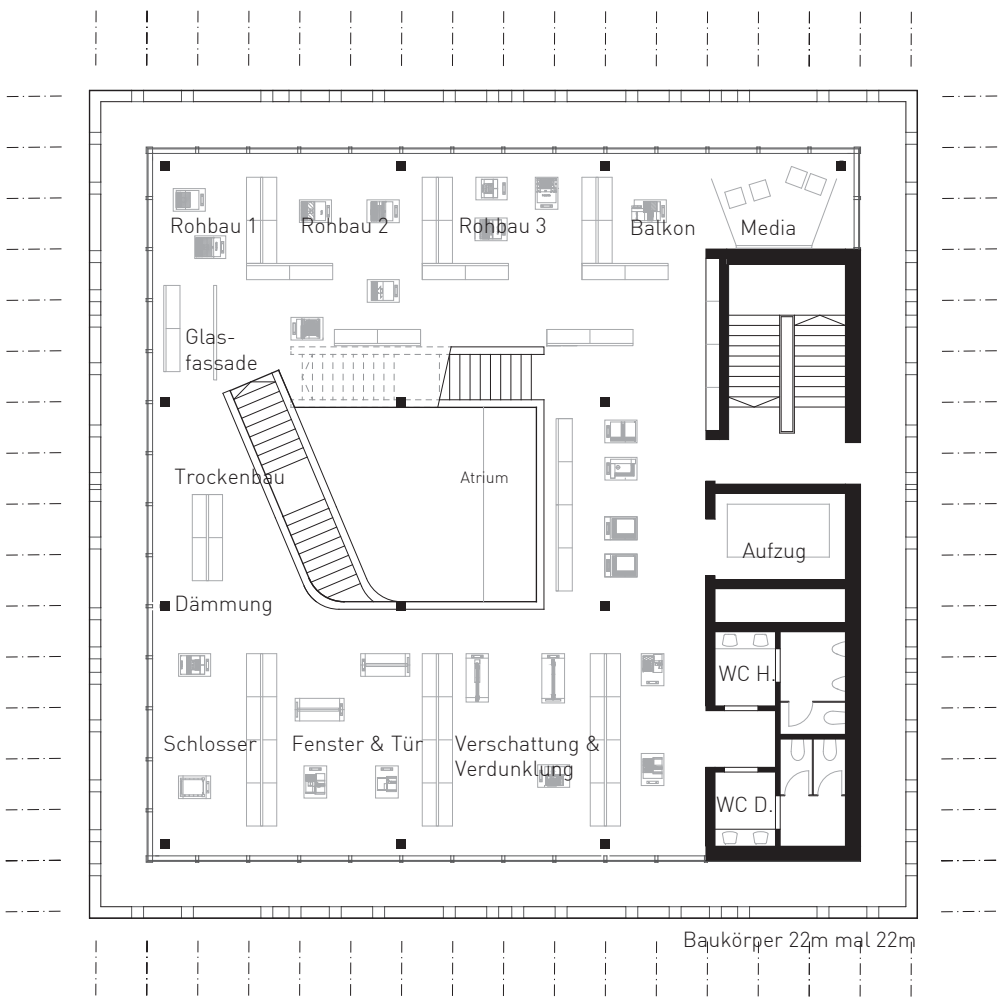 Rohbau 1
Rohbau 2
Rohbau 3
Balkon
Media
Glas-
fassade
Trockenbau
Atrium
Aufzug
Dämmung
WC H.
Schlosser
Fenster & Tür
Verschattung &
Verdunklung
WC D.
Baukörper 22m mal 22m